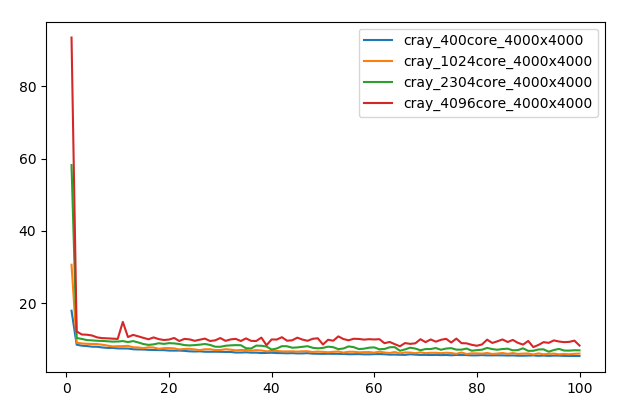 cray_400core_4000x4000
cray_1024core_4000x4000
cray_2304core_4000x4000
cray_4096core_4000x4000
80
60
40
20
0 20 40 60 80 100